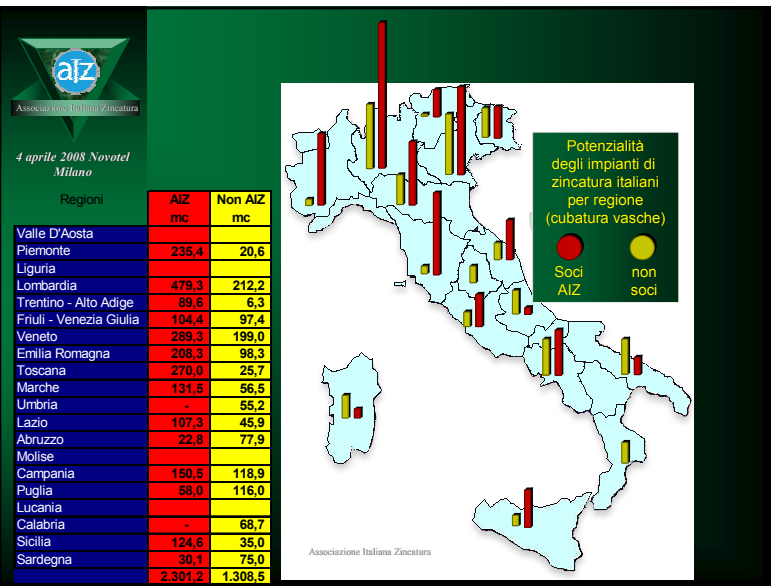 aiz
Associazione Italiana Zincatura
4 aprile 2008 Novotel
Milano
Regioni AIZ Non AIZ
mc mc
Valle D'Aosta
Piemonte 235,4 20,6
Liguria
Lombardia 479,3 212,2
Trentino - Alto Adige 89,6 6,3
Friuli - Venezia Giulia 104,4 97,4
Veneto 289,3 199,0
Emilia Romagna 208,3 98,3
Toscana 270,0 25,7
Marche 131,5 56,5
Umbria - 55,2
Lazio 107,3 45,9
Abruzzo 22,8 77,9
Molise
Campania 150,5 118,9
Puglia 58,0 116,0
Lucania
Calabria - 68,7
Sicilia 124,6 35,0
Sardegna 30,1 75,0
2.301,2 1.308,5
Potenzialità
degli impianti di
zincatura italiani
per regione
(cubatura vasche)
Soci non
AIZ soci
Associazione Italiana Zincatura